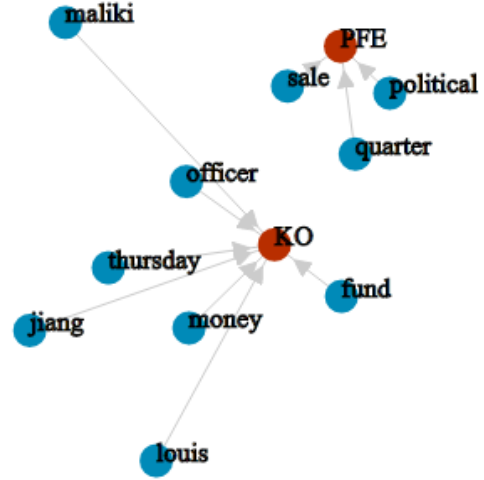 maliki
PFE
sale
political
quarter
officer
KO
thursday
fund
jiang
money
louis